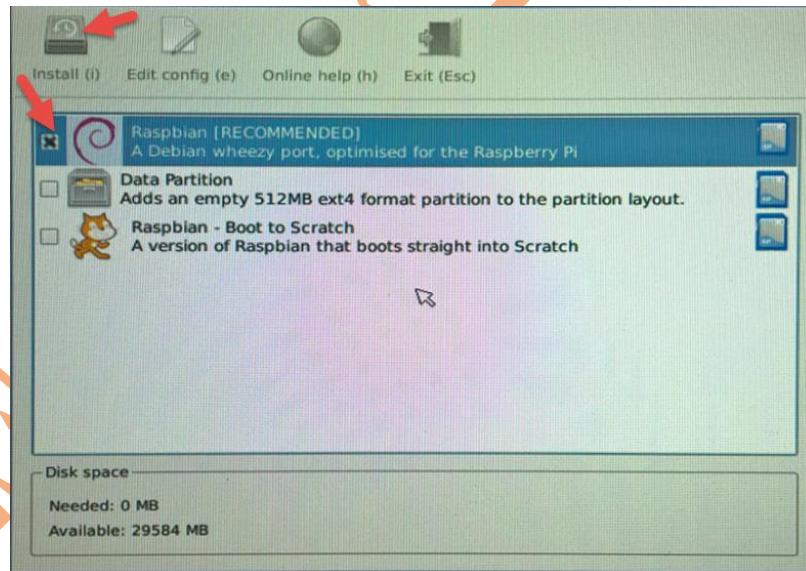 Install (i) Edit config (e) Online help (h) Exit (Esc)
Raspbian [RECOMMENDED]
A Debian wheezy port, optimised for the Raspberry Pi
Data Partition
Adds an empty 512MB ext4 format partition to the partition layout.
Raspbian - Boot to Scratch
A version of Raspbian that boots straight into Scratch
Disk space
Needed: 0 MB
Available: 29584 MB